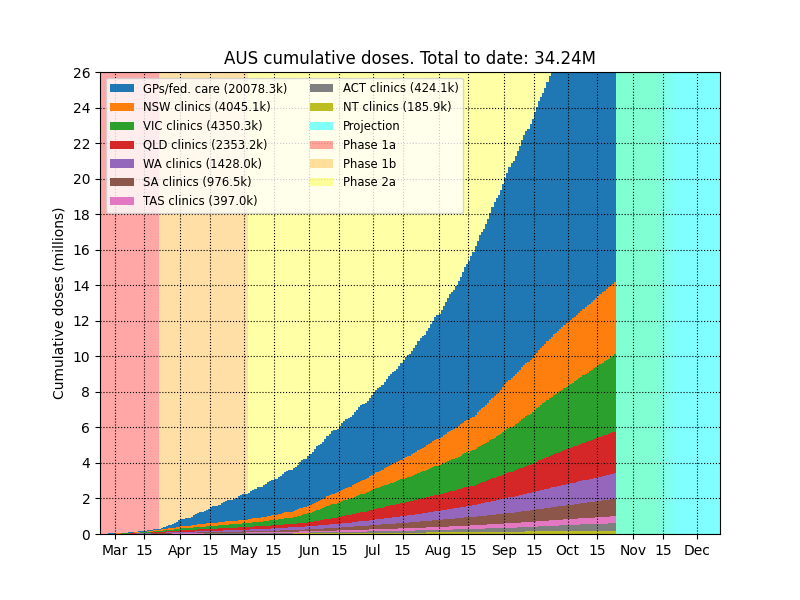 AUS cumulative doses. Total to date: 34.24M
Cumulative doses (millions)
26
24
22
20
18
16
14
12
10
8
6
4
2
0
GPs/fed. care (20078.3k)
NSW clinics (4045.1k)
VIC clinics (4350.3k)
QLD clinics (2353.2k)
WA clinics (1428.0k)
SA clinics (976.5k)
TAS clinics (397.0k)
ACT clinics (424.1k)
NT clinics (185.9k)
Projection
Phase 1a
Phase 1b
Phase 2a
Mar 15 Apr 15 May 15 Jun 15 Jul 15 Aug 15 Sep 15 Oct 15 Nov 15 Dec